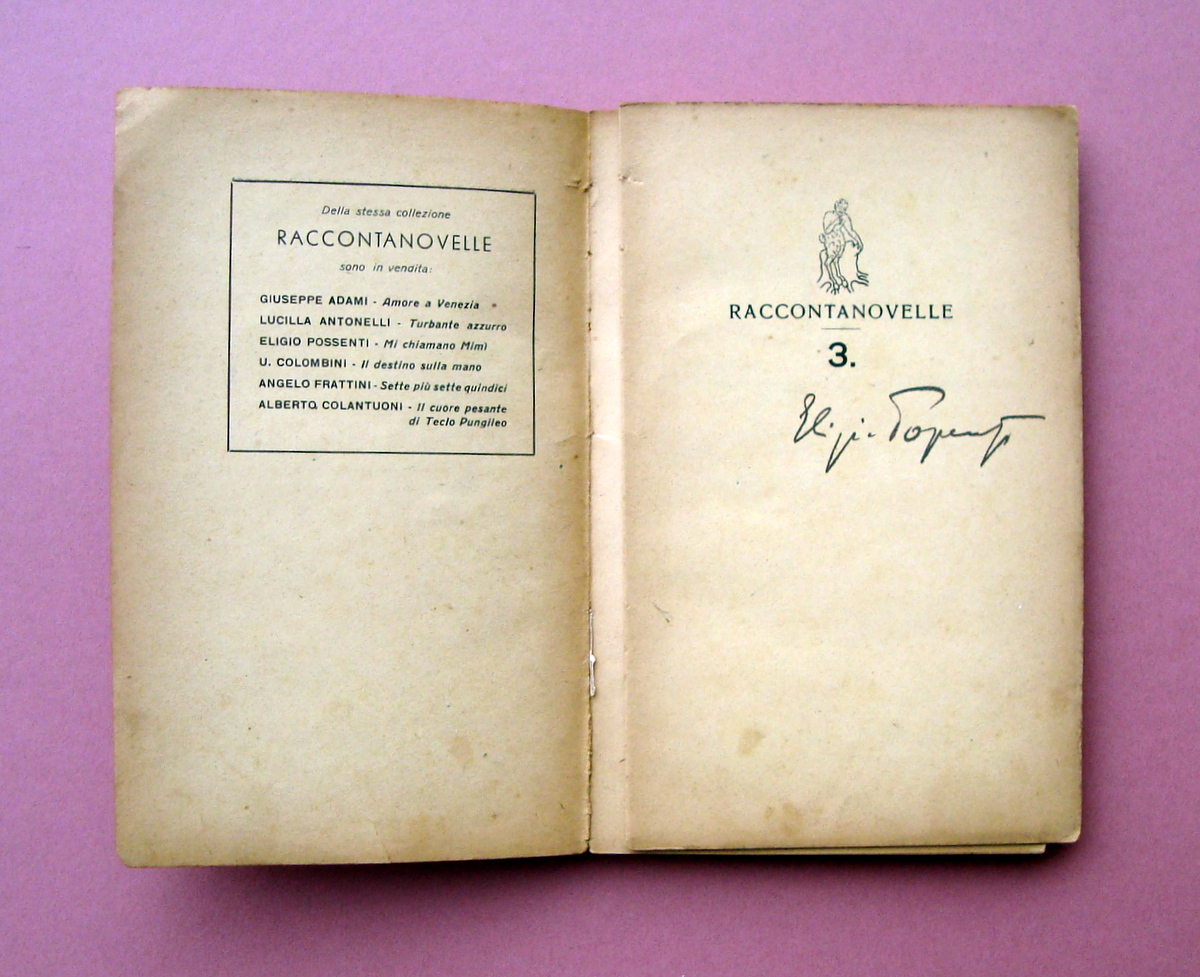 Della stessa collezione
RACCONTANOVELLE
sono in vendita:
GIUSEPPE ADAMI - Amore a Venezia
LUCILLA ANTONELLI - Turbante azzurro
ELIGIO POSSENTI - Mi chiamano Mimì
U. COLOMBINI - Il destino sulla mano
ANGELO FRATTINI - Sette più sette quindici
ALBERTO COLANTUONI - Il cuore pesante
di Teclo Pungileo
RACCONTANOVELLE
3.
Eligio Possenti